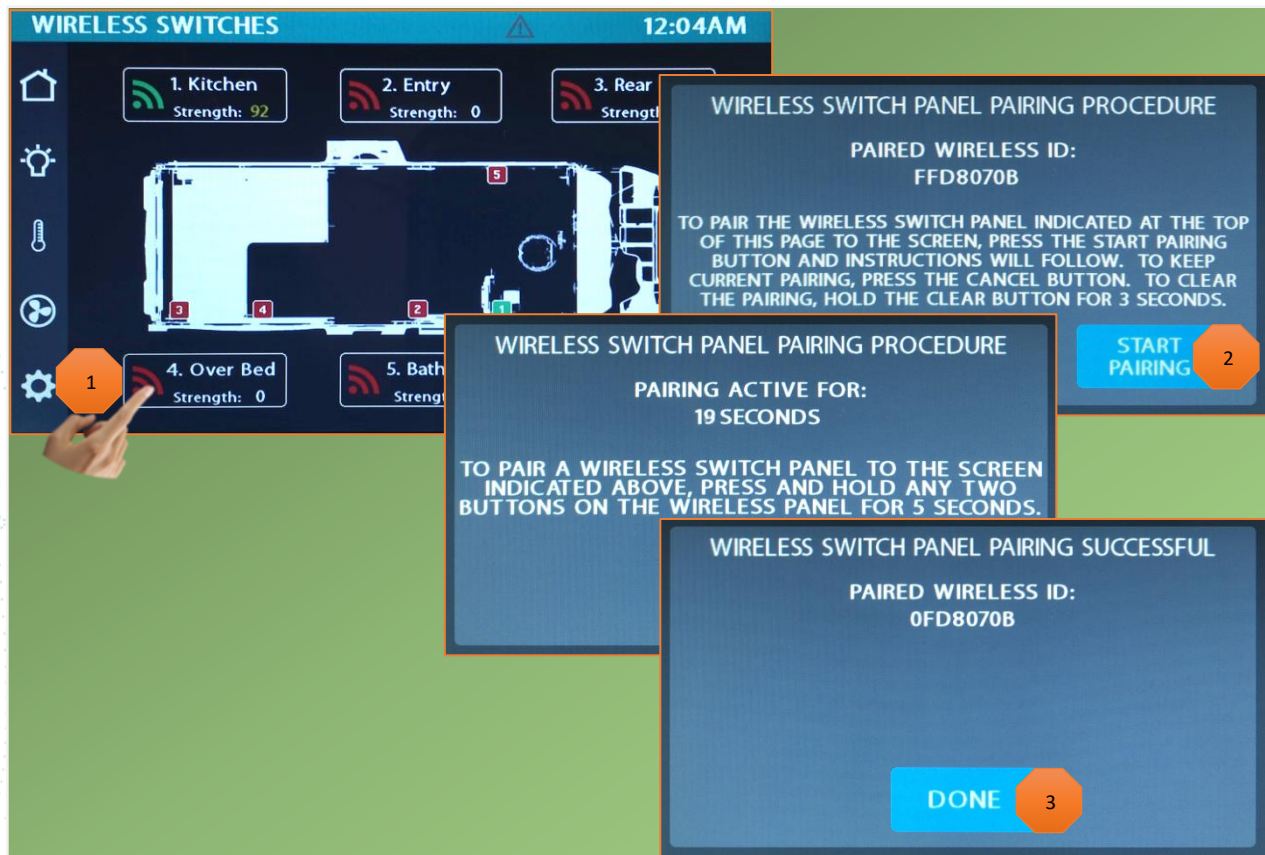 WIRELESS SWITCHES
12:04AM
1. Kitchen
Strength: 92
2. Entry
Strength: 0
3. Rear
5
3
4
2
1
4. Over Bed
Strength: 0
5. Bath
1
WIRELESS SWITCH PANEL PAIRING PROCEDURE
PAIRED WIRELESS ID:
FFD8070B
TO PAIR THE WIRELESS SWITCH PANEL INDICATED AT THE TOP
OF THIS PAGE TO THE SCREEN, PRESS THE START PAIRING
BUTTON AND INSTRUCTIONS WILL FOLLOW. TO KEEP
CURRENT PAIRING, PRESS THE CANCEL BUTTON. TO CLEAR
THE PAIRING, HOLD THE CLEAR BUTTON FOR 3 SECONDS.
START
PAIRING
2
WIRELESS SWITCH PANEL PAIRING PROCEDURE
PAIRING ACTIVE FOR:
19 SECONDS
TO PAIR A WIRELESS SWITCH PANEL TO THE SCREEN
INDICATED ABOVE, PRESS AND HOLD ANY TWO
BUTTONS ON THE WIRELESS PANEL FOR 5 SECONDS.
WIRELESS SWITCH PANEL PAIRING SUCCESSFUL
PAIRED WIRELESS ID:
0FD8070B
DONE
3